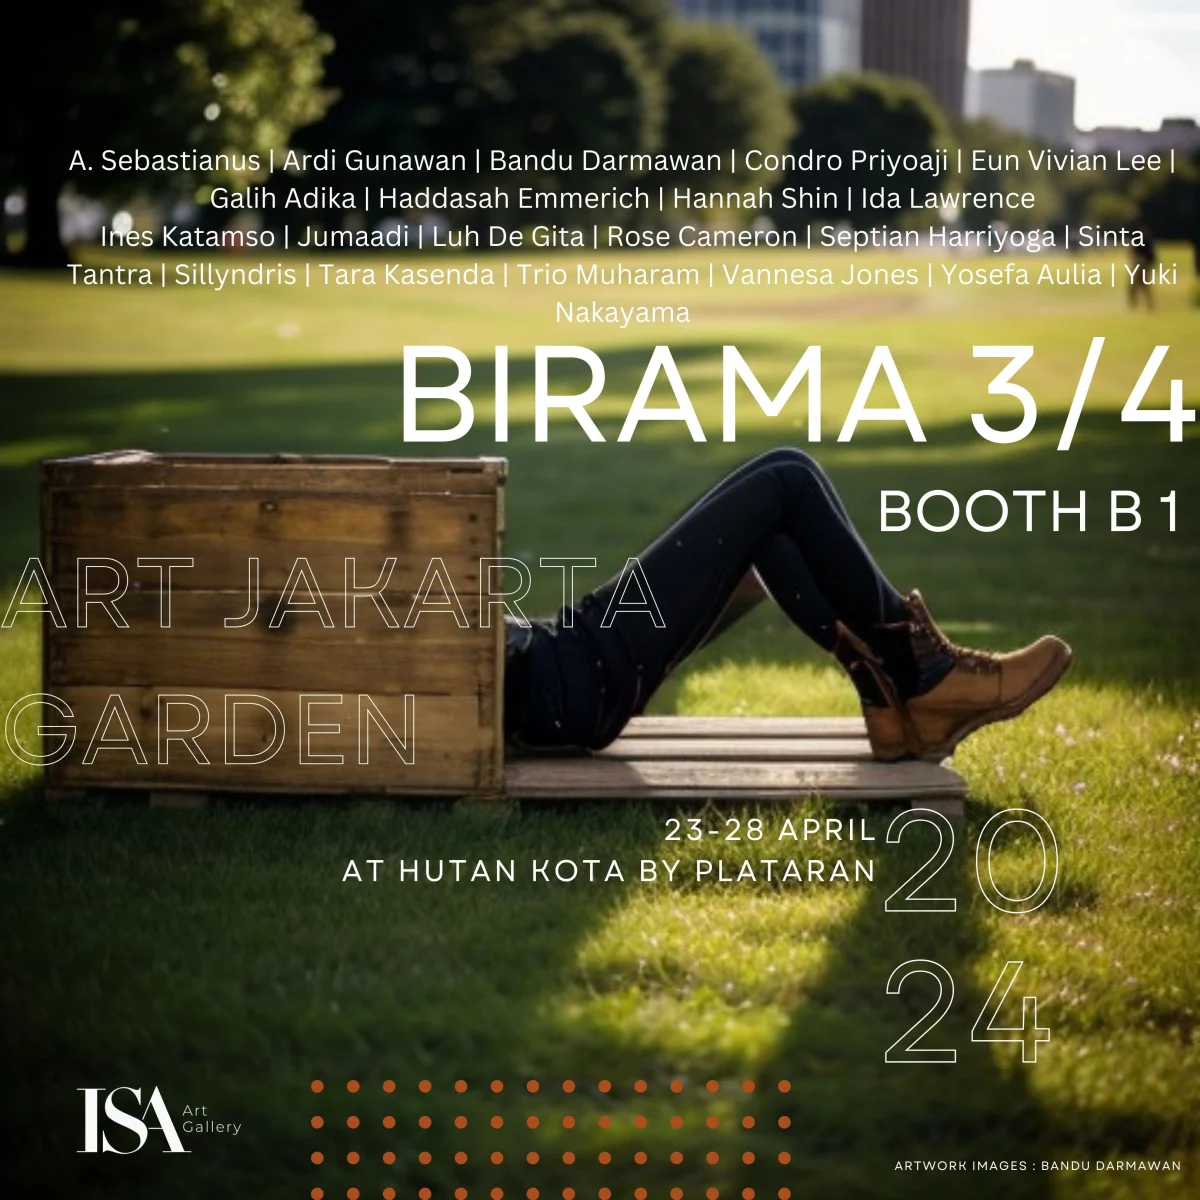 A. Sebastianus | Ardi Gunawan | Bandu Darmawan | Condro Priyoaji | Eun Vivian Lee |
Galih Adika | Haddasah Emmerich | Hannah Shin | Ida Lawrence
Ines Katamso | Jumaadi | Luh De Gita | Rose Cameron | Septian Harriyoga | Sinta
Tantra | Sillyndris | Tara Kasenda | Trio Muharam | Vannesa Jones | Yosefa Aulia | Yuki
Nakayama
BIRAMA 3/4
BOOTH B 1
ART JAKARTA
GARDEN
23-28 APRIL
AT HUTAN KOTA BY PLATARAN
20
24
ISA Art
Gallery
ARTWORK IMAGES : BANDU DARMAWAN